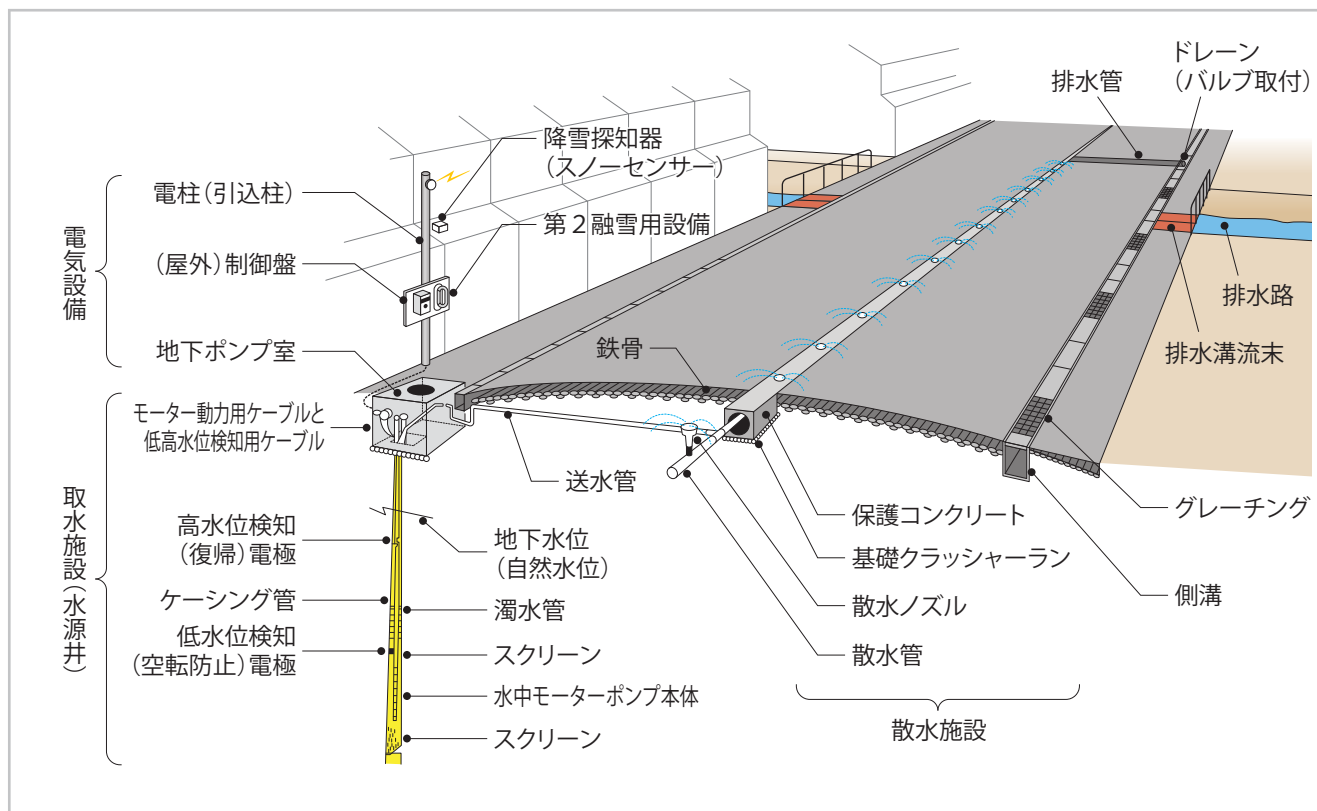 ドレーン
(バルブ取付)
排水管
降雪探知器
(スノーセンサー)
電柱(引込柱)
第2融雪用設備
(屋外)制御盤
電気設備
排水路
地下ポンプ室
鉄骨
排水溝流末
モーター動力用ケーブルと
低高水位検知用ケーブル
送水管
グレーチング
保護コンクリート
取水施設(水源井)
高水位検知
(復帰)電極
地下水位
(自然水位)
基礎クラッシャーラン
側溝
ケーシング管
濁水管
散水ノズル
低水位検知
(空転防止)電極
スクリーン
散水管
水中モーターポンプ本体
散水施設
スクリーン